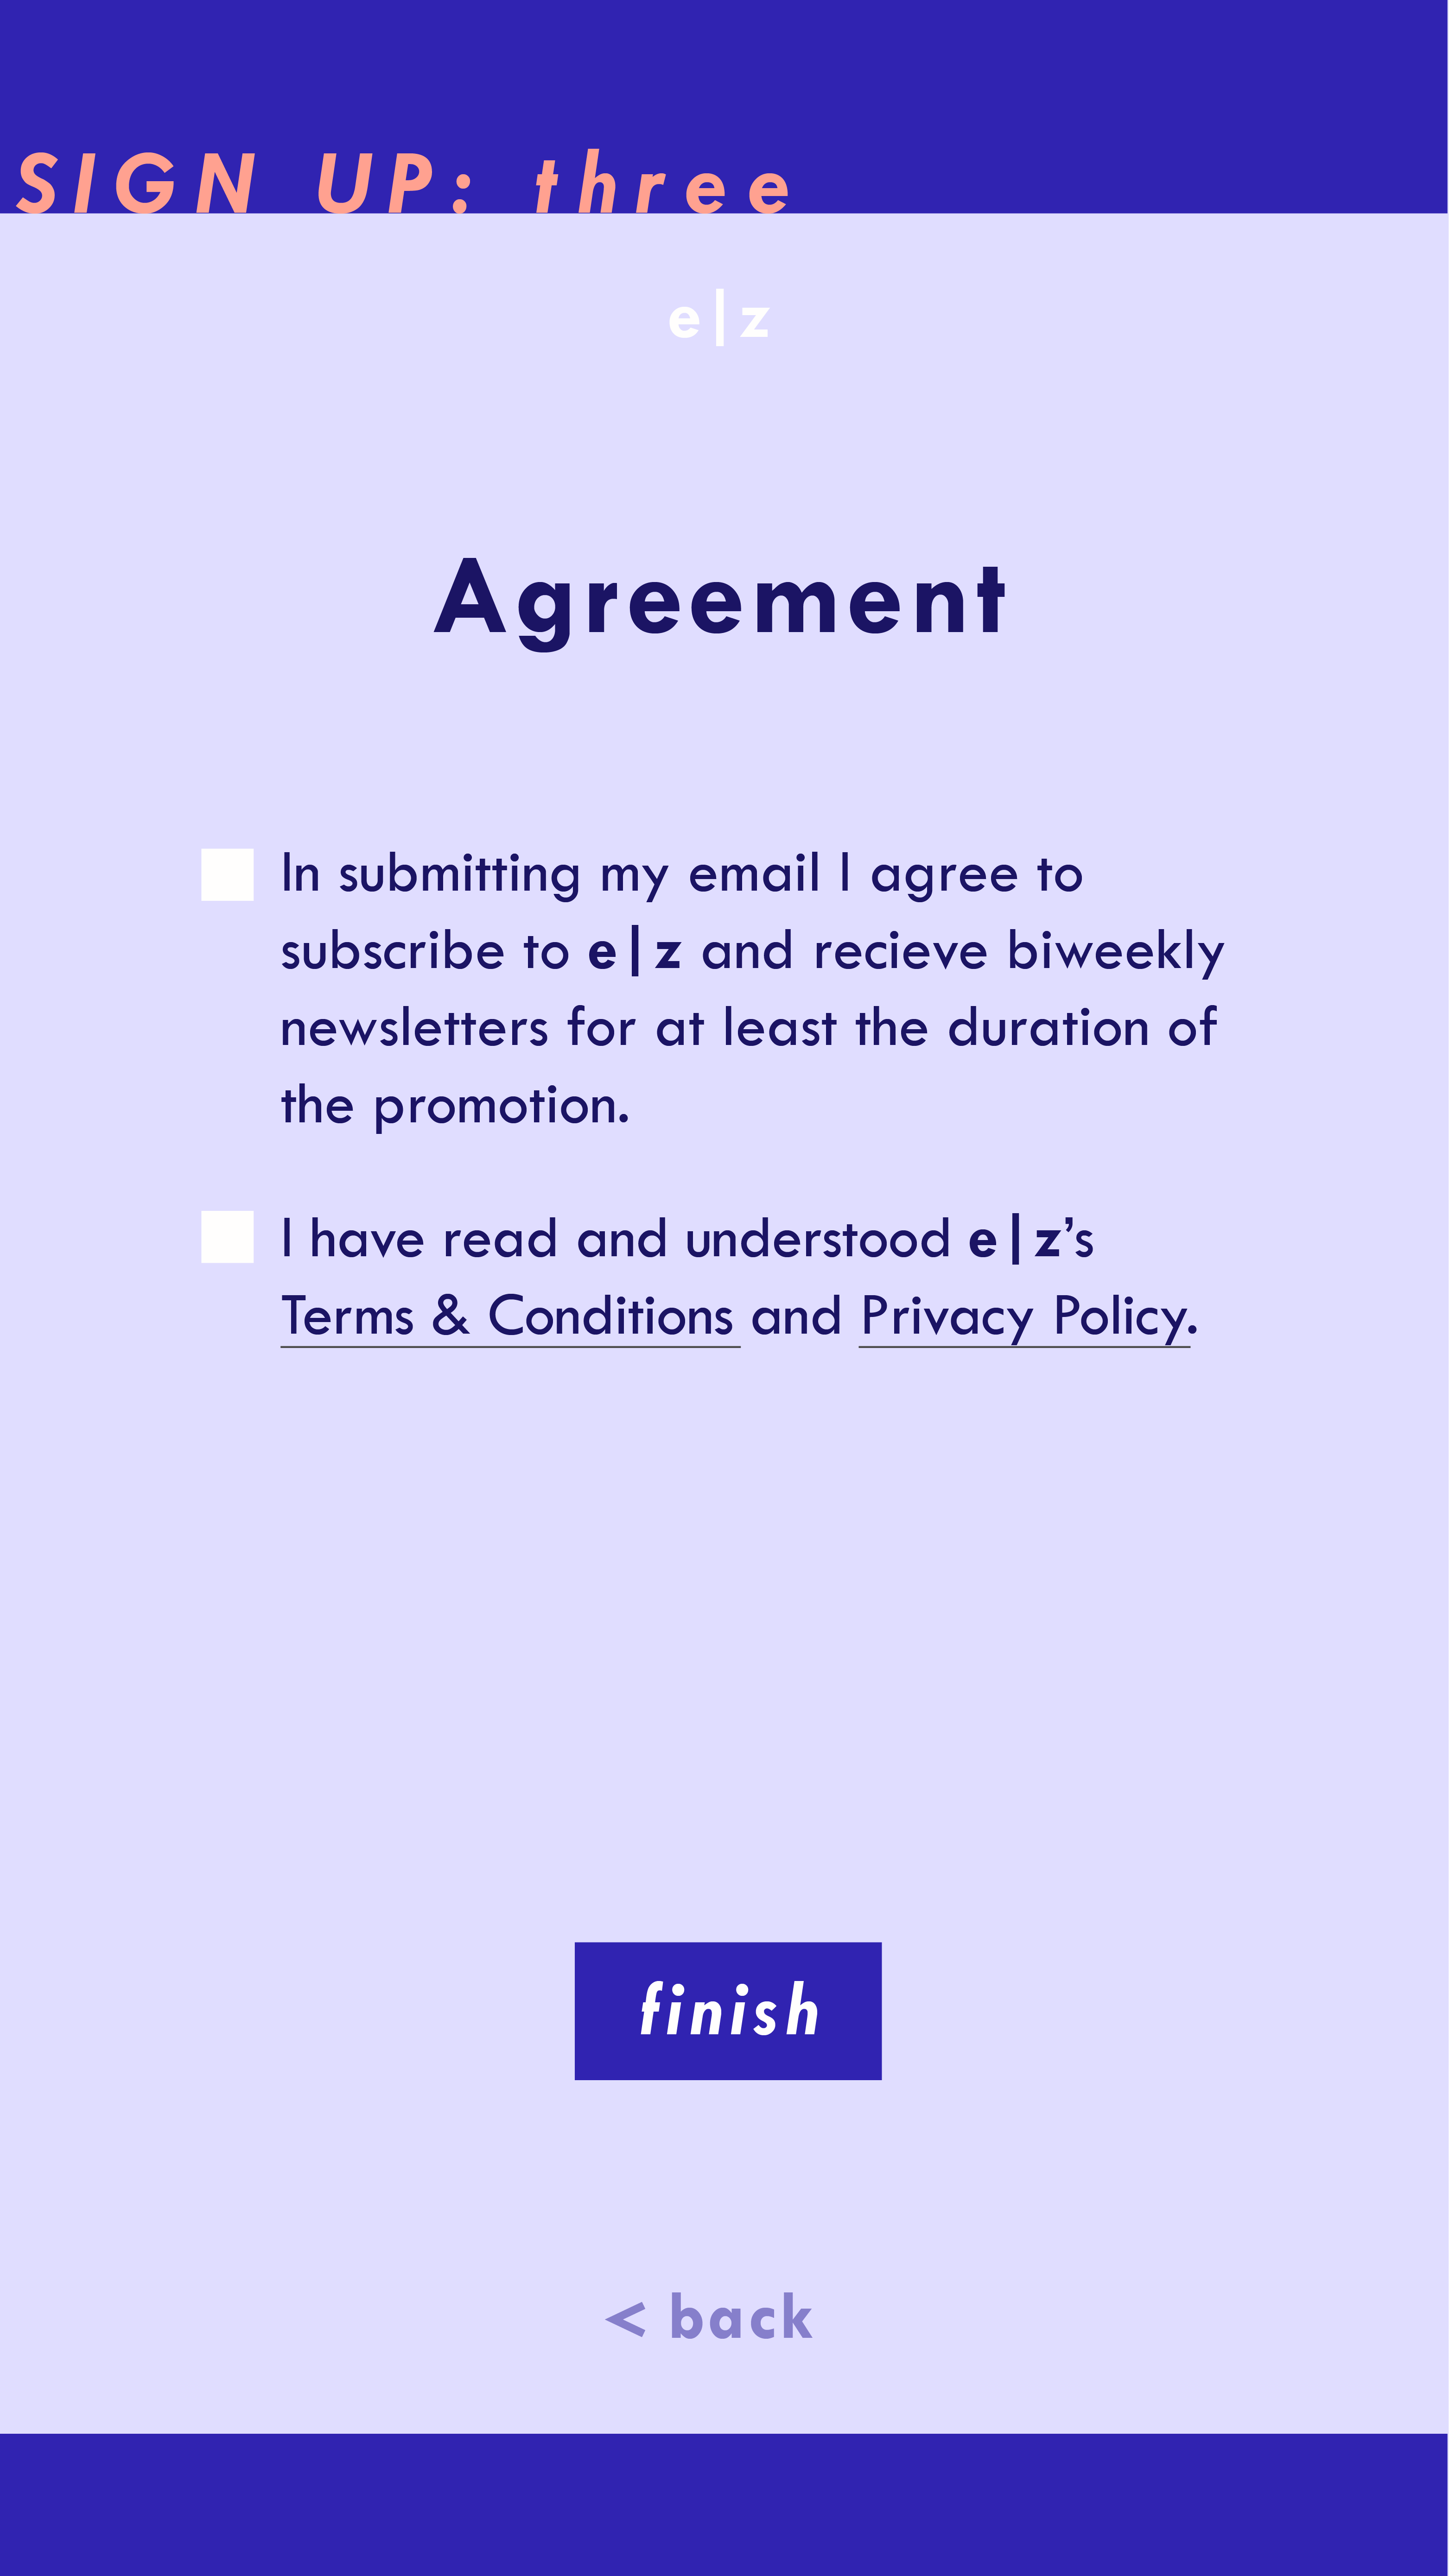 SIGN UP: three
e|z
Agreement
In submitting my email I agree to
subscribe to e|z and recieve biweekly
newsletters for at least the duration of
the promotion.
I have read and understood e|z’s
Terms & Conditions and Privacy Policy.
finish
< back